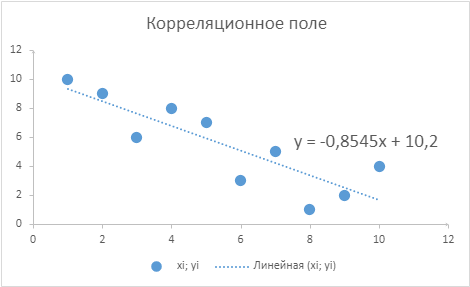 Корреляционное поле
12
10
8
6
4
2
0
y = -0,8545x + 10,2
0 2 4 6 8 10 12
xi; yi Линейная (xi; yi)